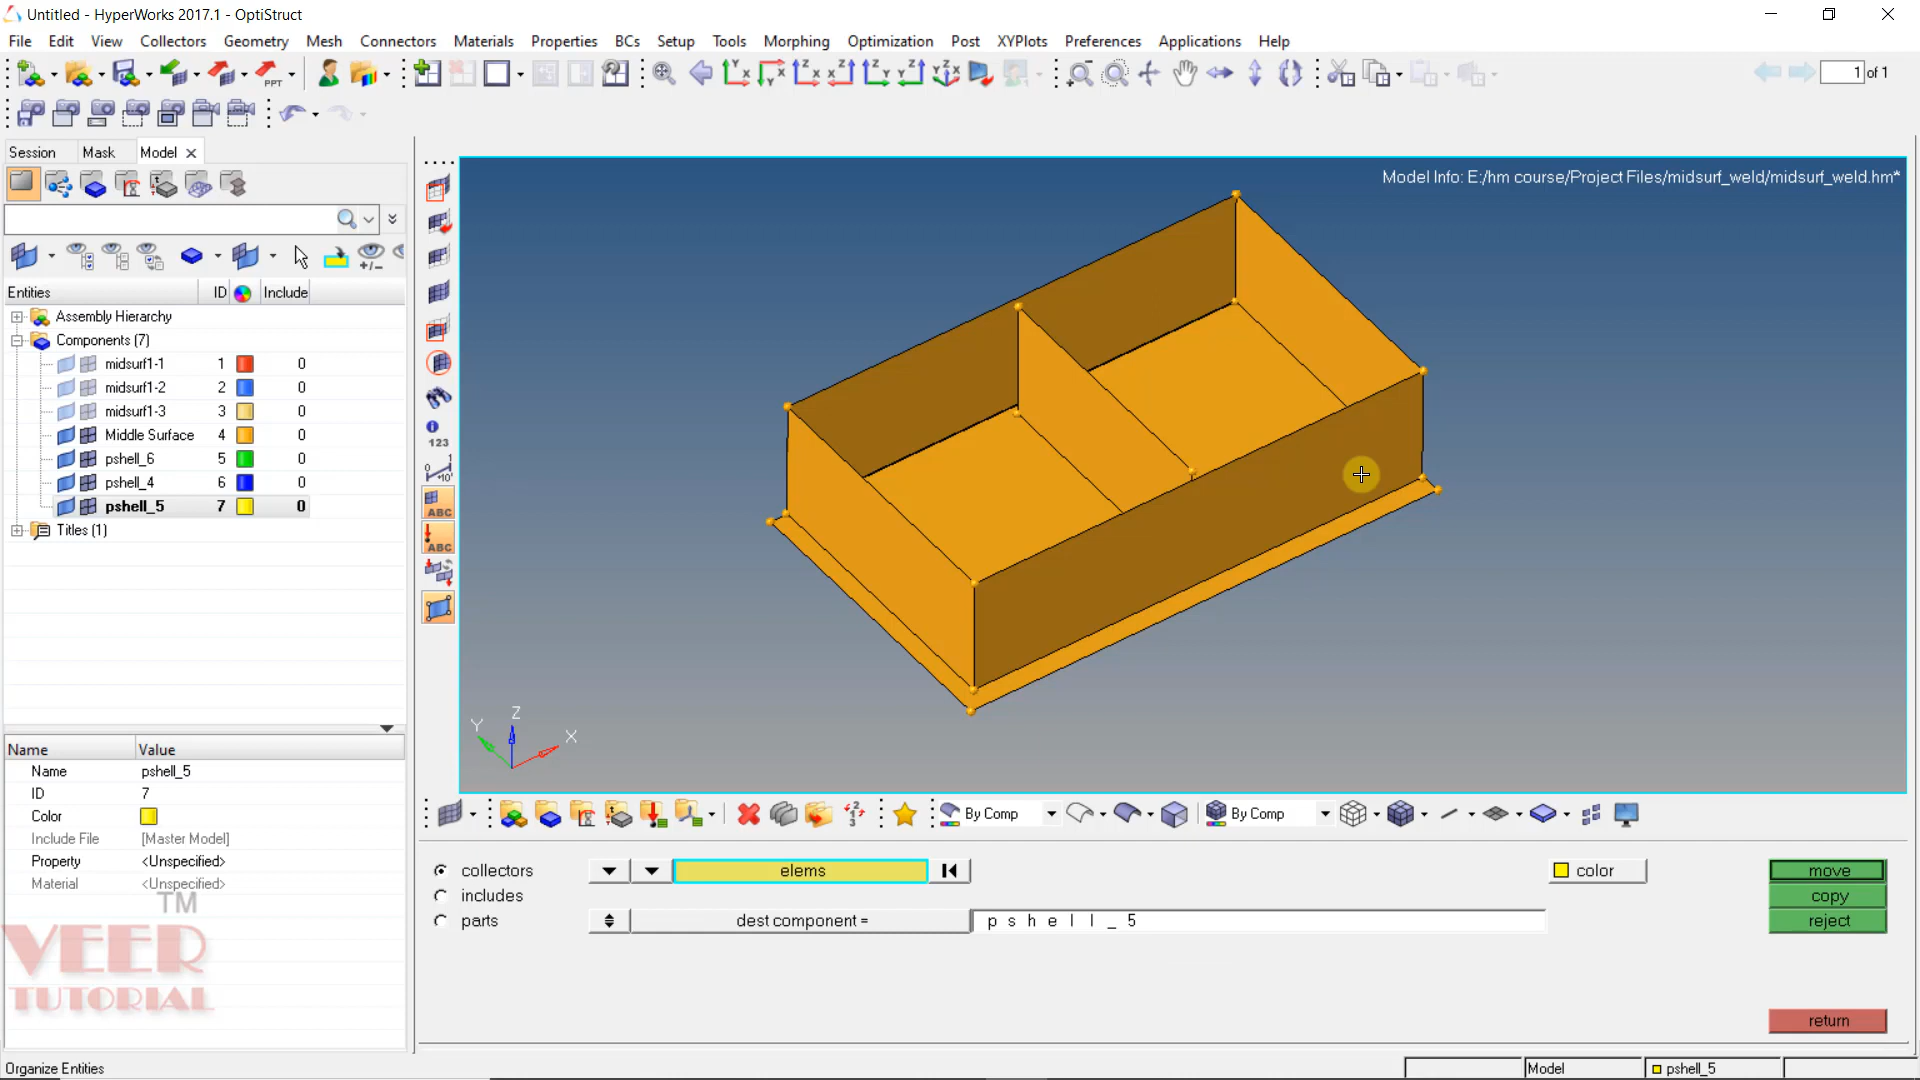 Untitled - HyperWorks 2017.1 - OptiStruct
File Edit View Collectors Geometry Mesh Connectors Materials Properties BCs Setup Tools Morphing Optimization Post XYPlots Preferences Applications Help
1 of 1
Session Mask Model
Model Info: E:/hm course/Project Files/midsurf_weld/midsurf_weld.hm*
Entities ID Include
Assembly Hierarchy
Components (7)
midsurf1-1 1 0
midsurf1-2 2 0
midsurf1-3 3 0
Middle Surface 4 0
pshell_6 5 0
pshell_4 6 0
pshell_5 7 0
Titles (1)
123
ABC
ABC
Z
Y
X
Name Value
Name pshell_5
ID 7
Color
Include File [Master Model]
Property <Unspecified>
Material <Unspecified>
TM
VEER
TUTORIAL
By Comp By Comp
collectors elems color move
includes copy
parts dest component = pshell_5 reject
return
Organize Entities Model pshell_5